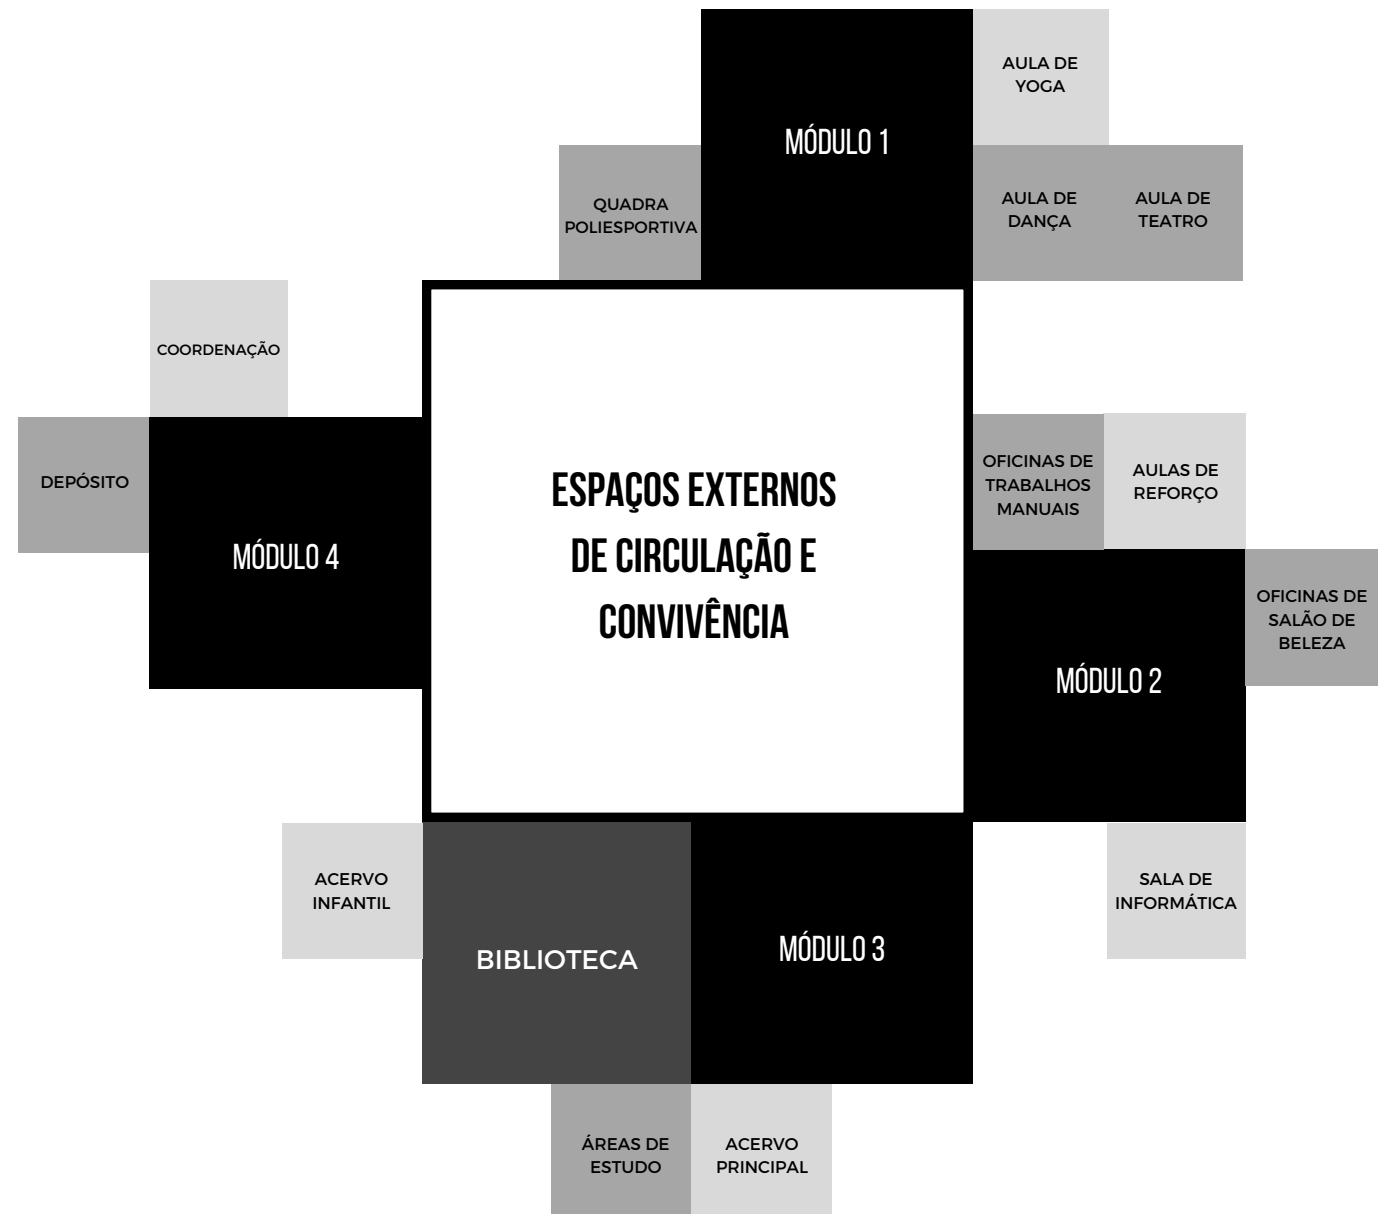 AULA DE
YOGA
MÓDULO 1
QUADRA
POLIESPORTIVA
AULA DE
DANÇA
AULA DE
TEATRO
COORDENAÇÃO
DEPÓSITO
MÓDULO 4
ESPAÇOS EXTERNOS
DE CIRCULAÇÃO E
CONVIVÊNCIA
OFICINAS DE
TRABALHOS
MANUAIS
AULAS DE
REFORÇO
OFICINAS DE
SALÃO DE
BELEZA
MÓDULO 2
ACERVO
INFANTIL
BIBLIOTECA
MÓDULO 3
SALA DE
INFORMÁTICA
ÁREAS DE
ESTUDO
ACERVO
PRINCIPAL